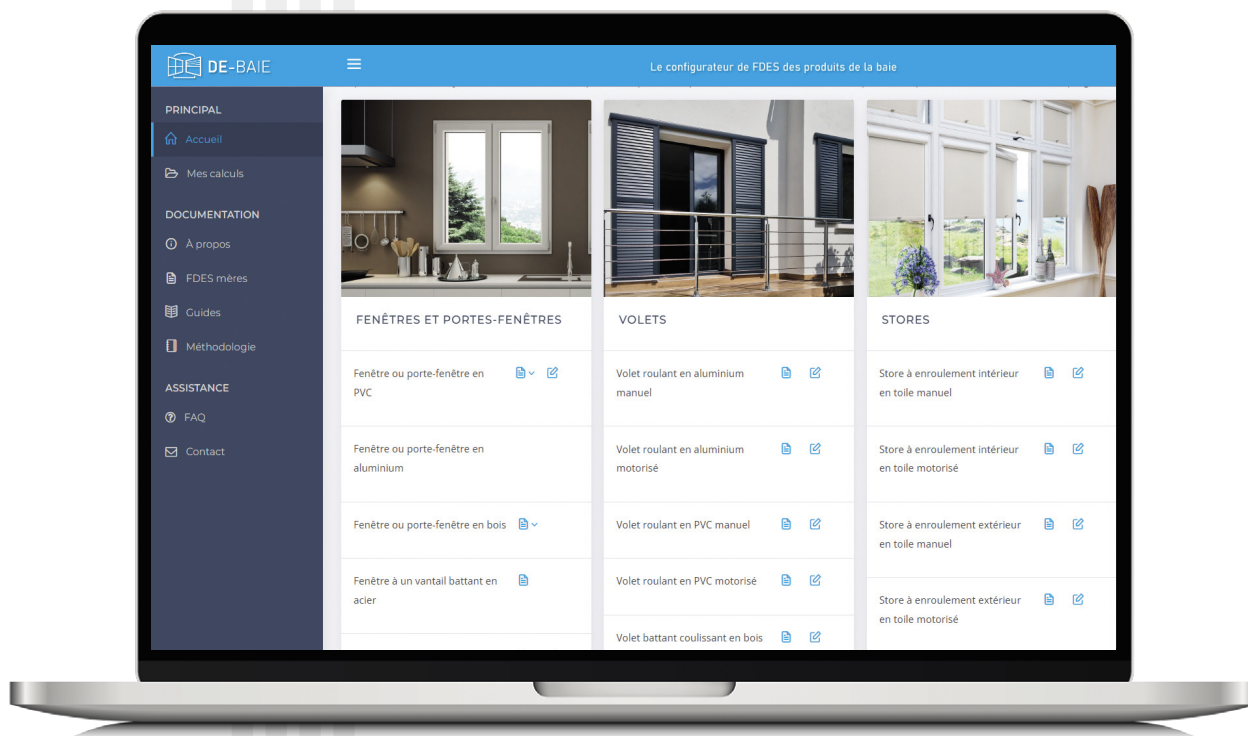 DE-BAIE
Le configurateur de FDES des produits de la baie
PRINCIPAL
Accueil
Mes calculs
DOCUMENTATION
À propos
FDES mères
Guides
Méthodologie
ASSISTANCE
FAQ
Contact
FENÊTRES ET PORTES-FENÊTRES
Fenêtre ou porte-fenêtre en
PVC
Fenêtre ou porte-fenêtre en
aluminium
Fenêtre ou porte-fenêtre en bois
Fenêtre à un vantail battant en
acier
VOLETS
Volet roulant en aluminium
manuel
Volet roulant en aluminium
motorisé
Volet roulant en PVC manuel
Volet roulant en PVC motorisé
Volet battant coulissant en bois
STORES
Store à enroulement intérieur
en toile manuel
Store à enroulement intérieur
en toile motorisé
Store à enroulement extérieur
en toile manuel
Store à enroulement extérieur
en toile motorisé